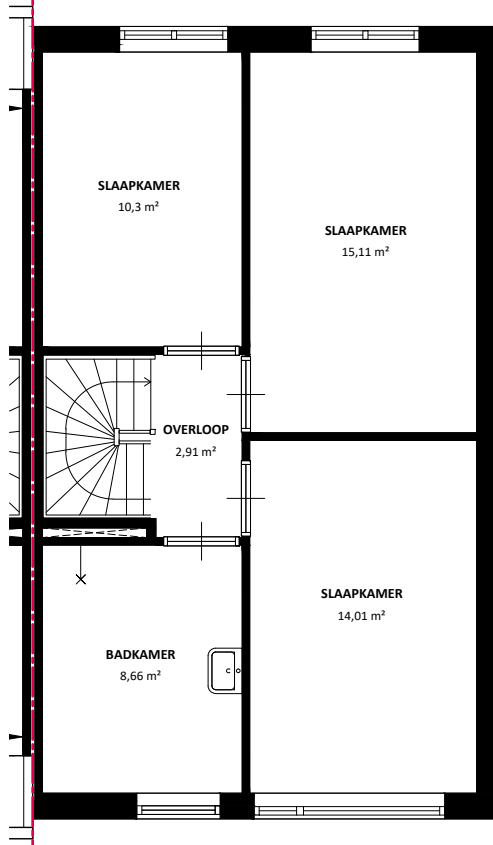 SLAAPKAMER
10,3 m²
SLAAPKAMER
15,11 m²
OVERLOOP
2,91 m²
SLAAPKAMER
14,01 m²
BADKAMER
8,66 m²